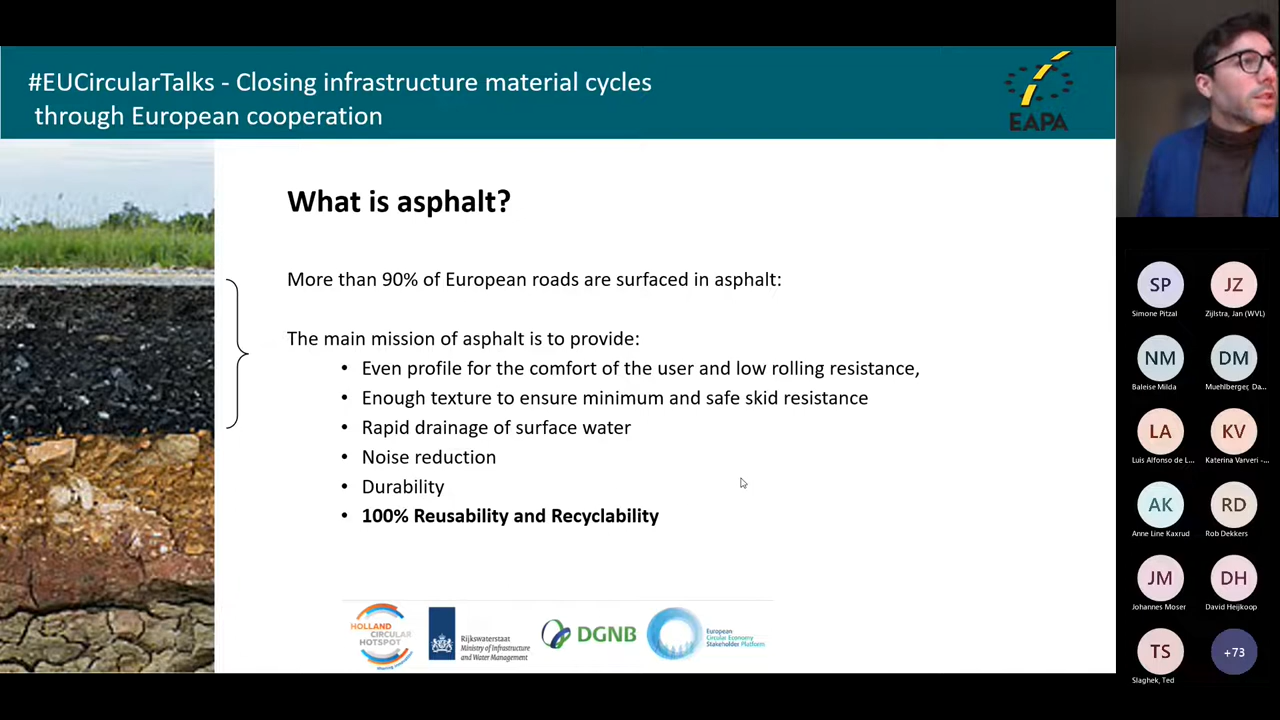 #EUCircularTalks - Closing infrastructure material cycles
through European cooperation
EAPA
What is asphalt?
More than 90% of European roads are surfaced in asphalt:
The main mission of asphalt is to provide:
• Even profile for the comfort of the user and low rolling resistance,
• Enough texture to ensure minimum and safe skid resistance
• Rapid drainage of surface water
• Noise reduction
• Durability
• 100% Reusability and Recyclability
HOLLAND
CIRCULAR
HOTSPOT
Rijkswaterstaat
Ministry of Infrastructure
and Water Management
DGNB
European
Circular Economy
Stakeholder Platform
SP
Simone Pitzal
JZ
Zijlstra, Jan (WVL)
NM
Baleise Milda
DM
Muehlberger, Da...
LA
Luis Alfonso de L...
KV
Katerina Varveri -...
AK
Anne Line Kaxrud
RD
Rob Dekkers
JM
Johannes Moser
DH
David Heijkoop
TS
Slaghek, Ted
+73